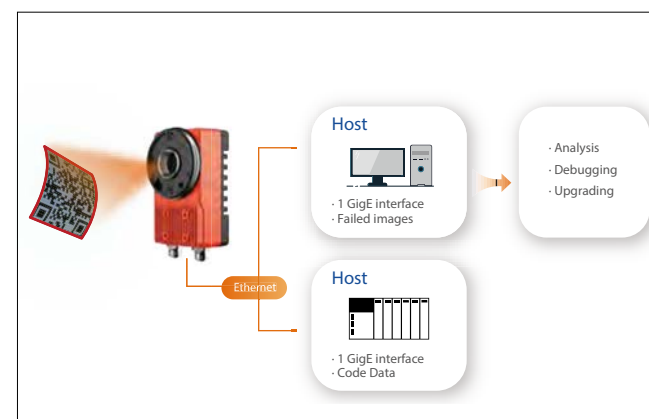 Host
· 1 GigE interface
· Failed images
· Analysis
· Debugging
· Upgrading
Ethernet
Host
· 1 GigE interface
· Code Data